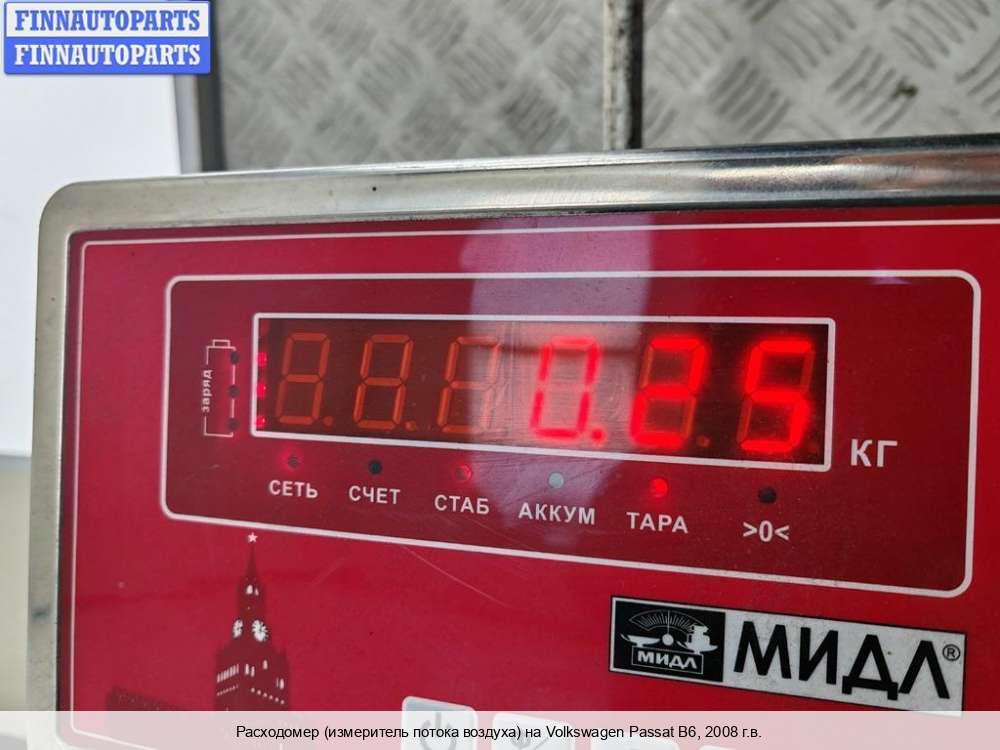 FINNAUTOPARTS
FINNAUTOPARTS
заряд
0.25
КГ
СЕТЬ СЧЕТ СТАБ АККУМ ТАРА >0<
МИДЛ МИДЛ®
Расходомер (измеритель потока воздуха) на Volkswagen Passat B6, 2008 г.в.